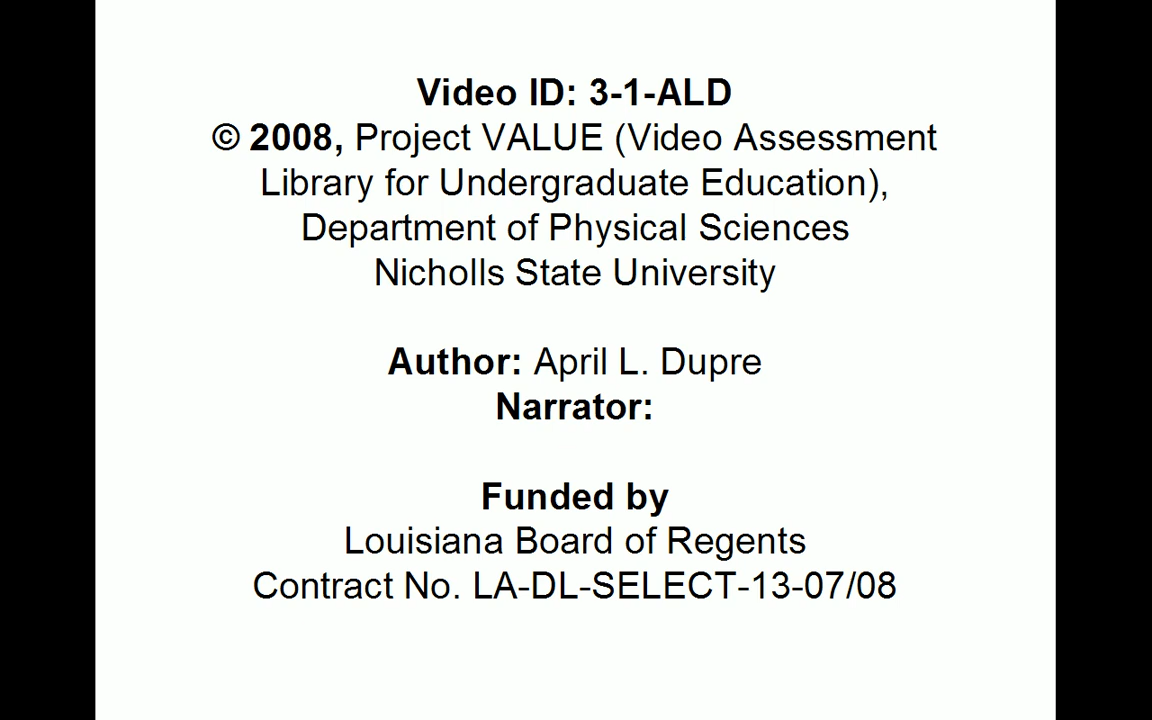 Video ID: 3-1-ALD
© 2008, Project VALUE (Video Assessment
Library for Undergraduate Education),
Department of Physical Sciences
Nicholls State University
Author: April L. Dupre
Narrator:
Funded by
Louisiana Board of Regents
Contract No. LA-DL-SELECT-13-07/08